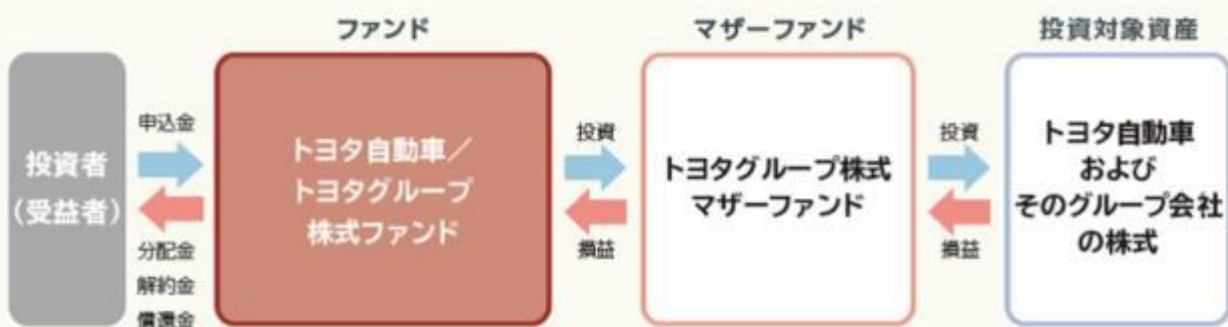 ファンド
マザーファンド
投資対象資産
投資者
（受益者）
申込金
分配金
解約金
償還金
トヨタ自動車／
トヨタグループ
株式ファンド
投資
損益
トヨタグループ株式
マザーファンド
投資
損益
トヨタ自動車
および
そのグループ会社
の株式